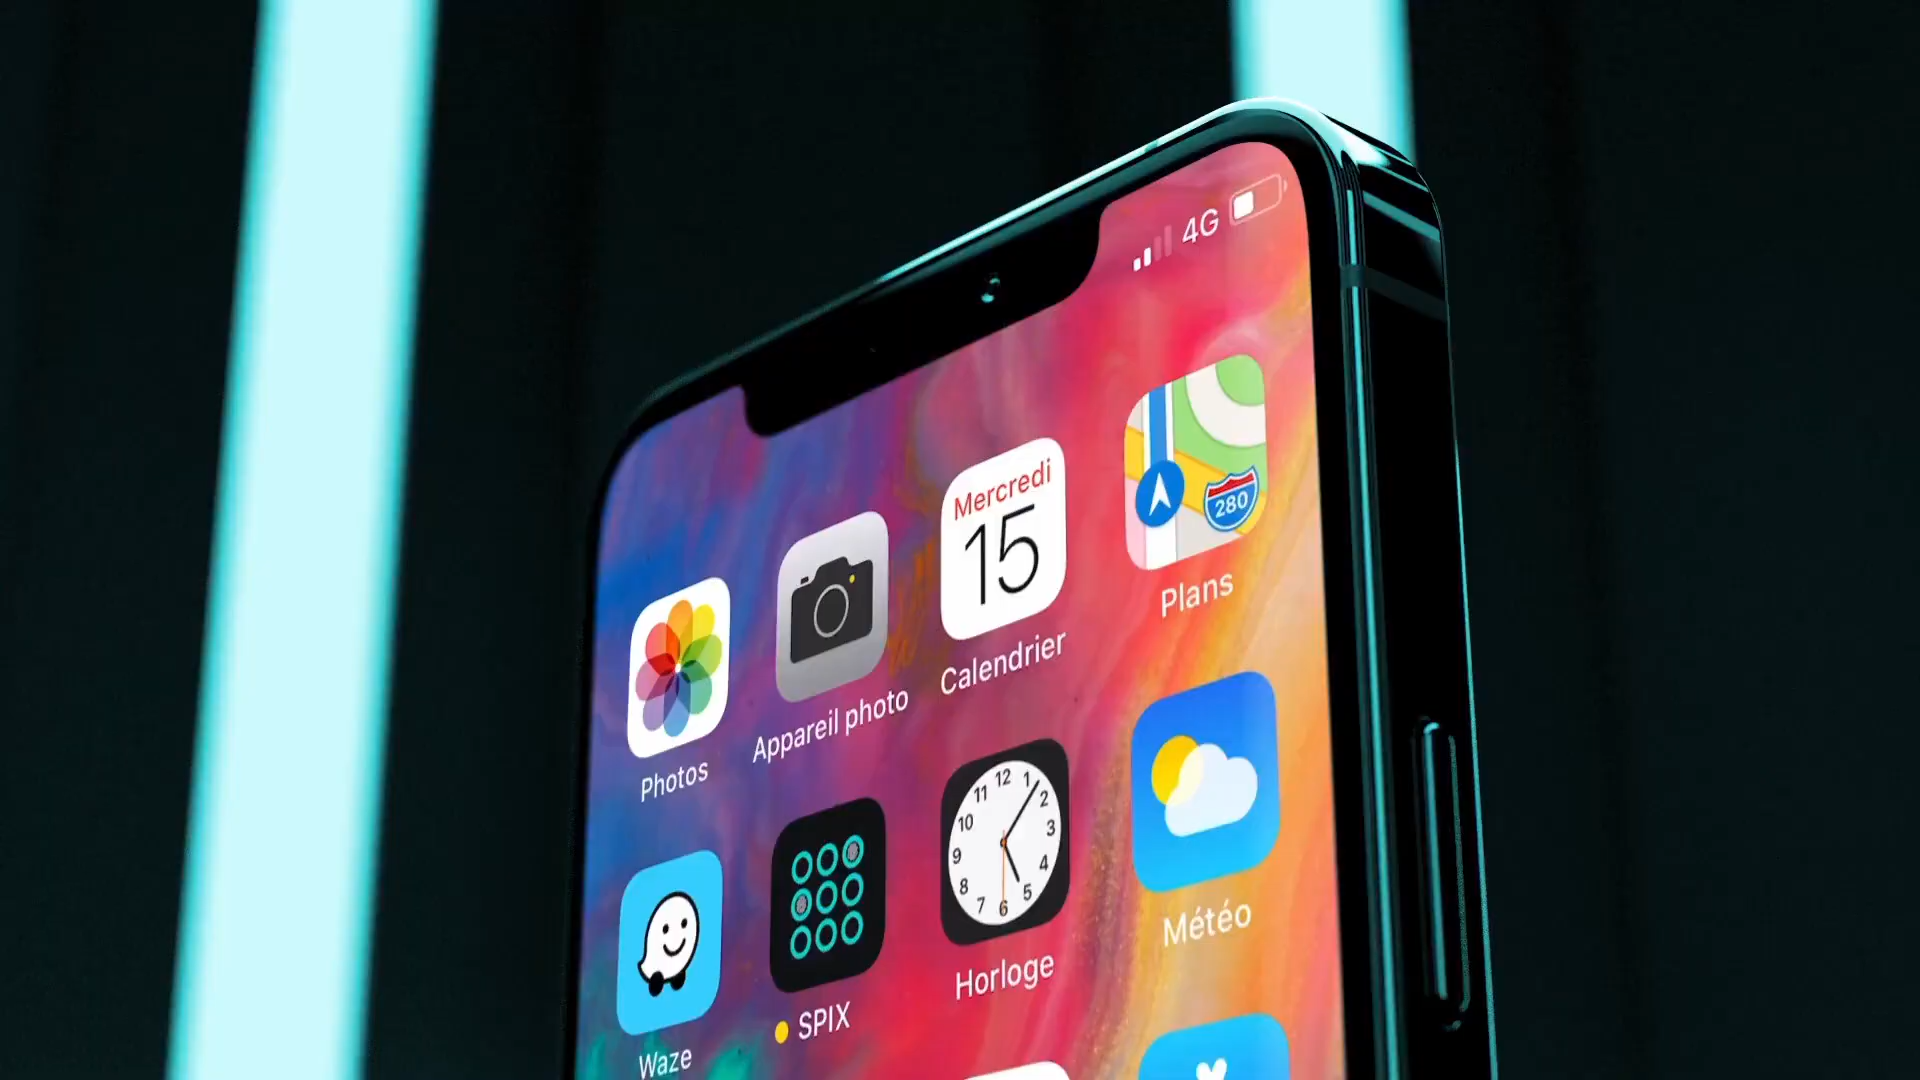 4G
280
Plans
Mercredi
15
Calendrier
Appareil photo
Photos
Météo
12
1
2
3
4
5
6
7
8
9
10
11
Horloge
SPIX
Waze